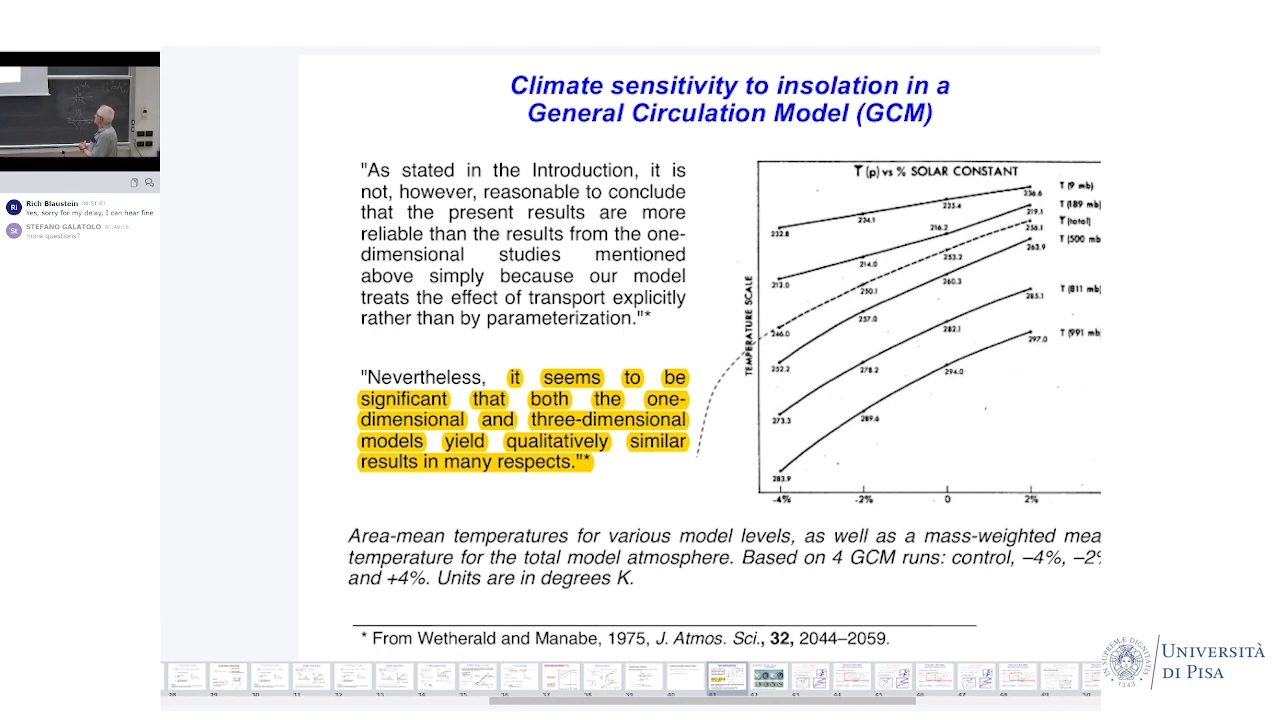 Climate sensitivity to insolation in a
General Circulation Model (GCM)
"As stated in the Introduction, it is
not, however, reasonable to conclude
that the present results are more
reliable than the results from the one-
dimensional studies mentioned
above simply because our model
treats the effect of transport explicitly
rather than by parameterization."*
"Nevertheless, it seems to be
significant that both the one-
dimensional and three-dimensional
models yield qualitatively similar
results in many respects."*
T̅(p) vs % SOLAR CONSTANT
TEMPERATURE SCALE
T (9 mb)
T (189 mb)
T̅ (total)
T (500 mb
T (811 mb
T (991 mb
232.8
234.1
235.4
236.6
212.0
214.0
216.2
219.1
246.0
250.1
253.2
256.1
252.2
257.0
260.3
263.9
273.3
278.2
282.1
285.1
283.9
289.6
294.0
297.0
-4%
-2%
0
2%
Area-mean temperatures for various model levels, as well as a mass-weighted mea
temperature for the total model atmosphere. Based on 4 GCM runs: control, –4%, –2%
and +4%. Units are in degrees K.
* From Wetherald and Manabe, 1975, J. Atmos. Sci., 32, 2044–2059.
Ri
Rich Blaustein 00:51:03
Yes, sorry for my delay, I can hear fine
St
STEFANO GALATOLO 01:40:26
more questions?
UNIVERSITÀ
DI PISA
1343